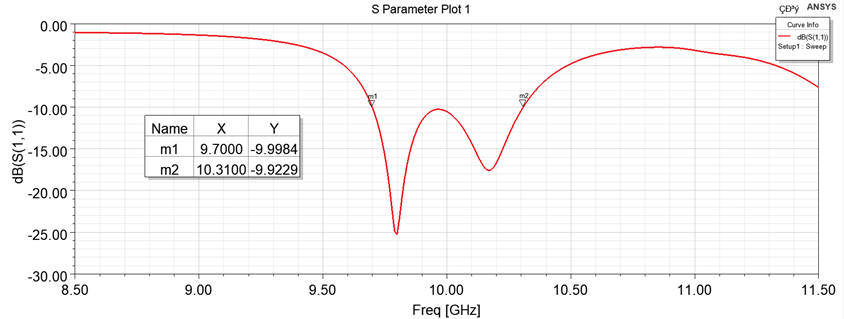 S Parameter Plot 1
ÇÐ³ý ANSYS
Curve Info
dB(S(1,1))
Setup1 : Sweep
0.00
-5.00
-10.00
-15.00
-20.00
-25.00
-30.00
dB(S(1,1))
m1
m2
Name X Y
m1 9.7000 -9.9984
m2 10.3100 -9.9229
8.50 9.00 9.50 10.00 10.50 11.00 11.50
Freq [GHz]